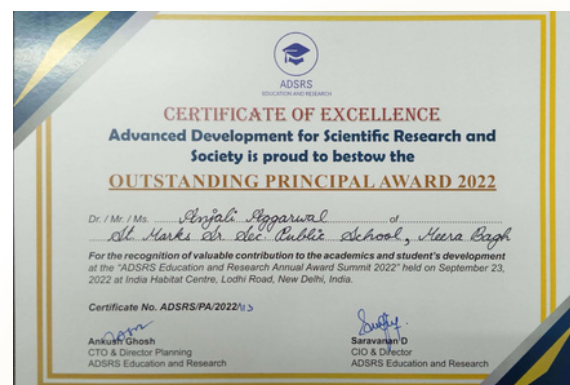 ADSRS
EDUCATION AND RESEARCH
CERTIFICATE OF EXCELLENCE
Advanced Development for Scientific Research and
Society is proud to bestow the
OUTSTANDING PRINCIPAL AWARD 2022
Dr. / Mr. / Ms. Anjali Aggarwal of
St. Marks Sr. Sec. Public School, Meera Bagh
For the recognition of valuable contribution to the academics and student's development
at the "ADSRS Education and Research Annual Award Summit 2022" held on September 23,
2022 at India Habitat Centre, Lodhi Road, New Delhi, India.
Certificate No. ADSRS/PA/2022/113
Ankush Ghosh
CTO & Director Planning
ADSRS Education and Research
Saravanan D
CIO & Director
ADSRS Education and Research